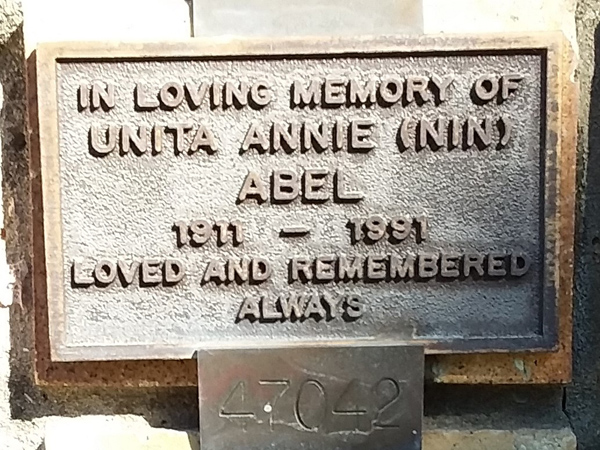 IN LOVING MEMORY OF
UNITA ANNIE (NIN)
ABEL
1911 — 1991
LOVED AND REMEMBERED
ALWAYS
47042